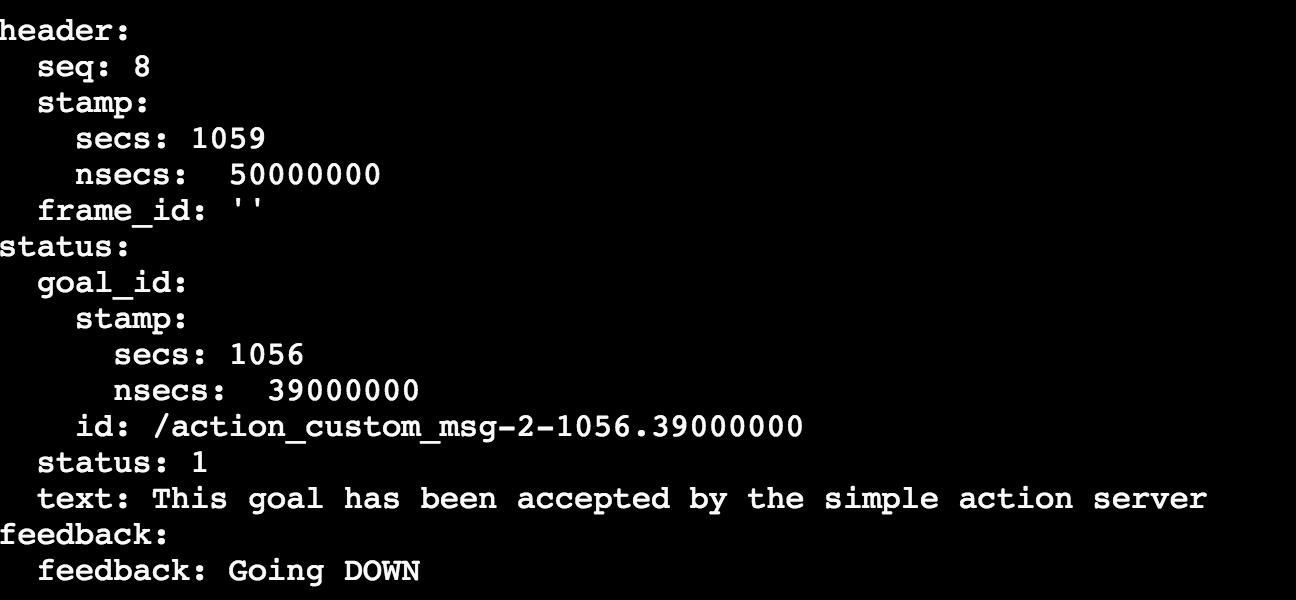 header:
  seq: 8
  stamp:
    secs: 1059
    nsecs:  50000000
  frame_id: ''
status:
  goal_id:
    stamp:
      secs: 1056
      nsecs:  39000000
    id: /action_custom_msg-2-1056.39000000
  status: 1
  text: This goal has been accepted by the simple action server
feedback:
  feedback: Going DOWN